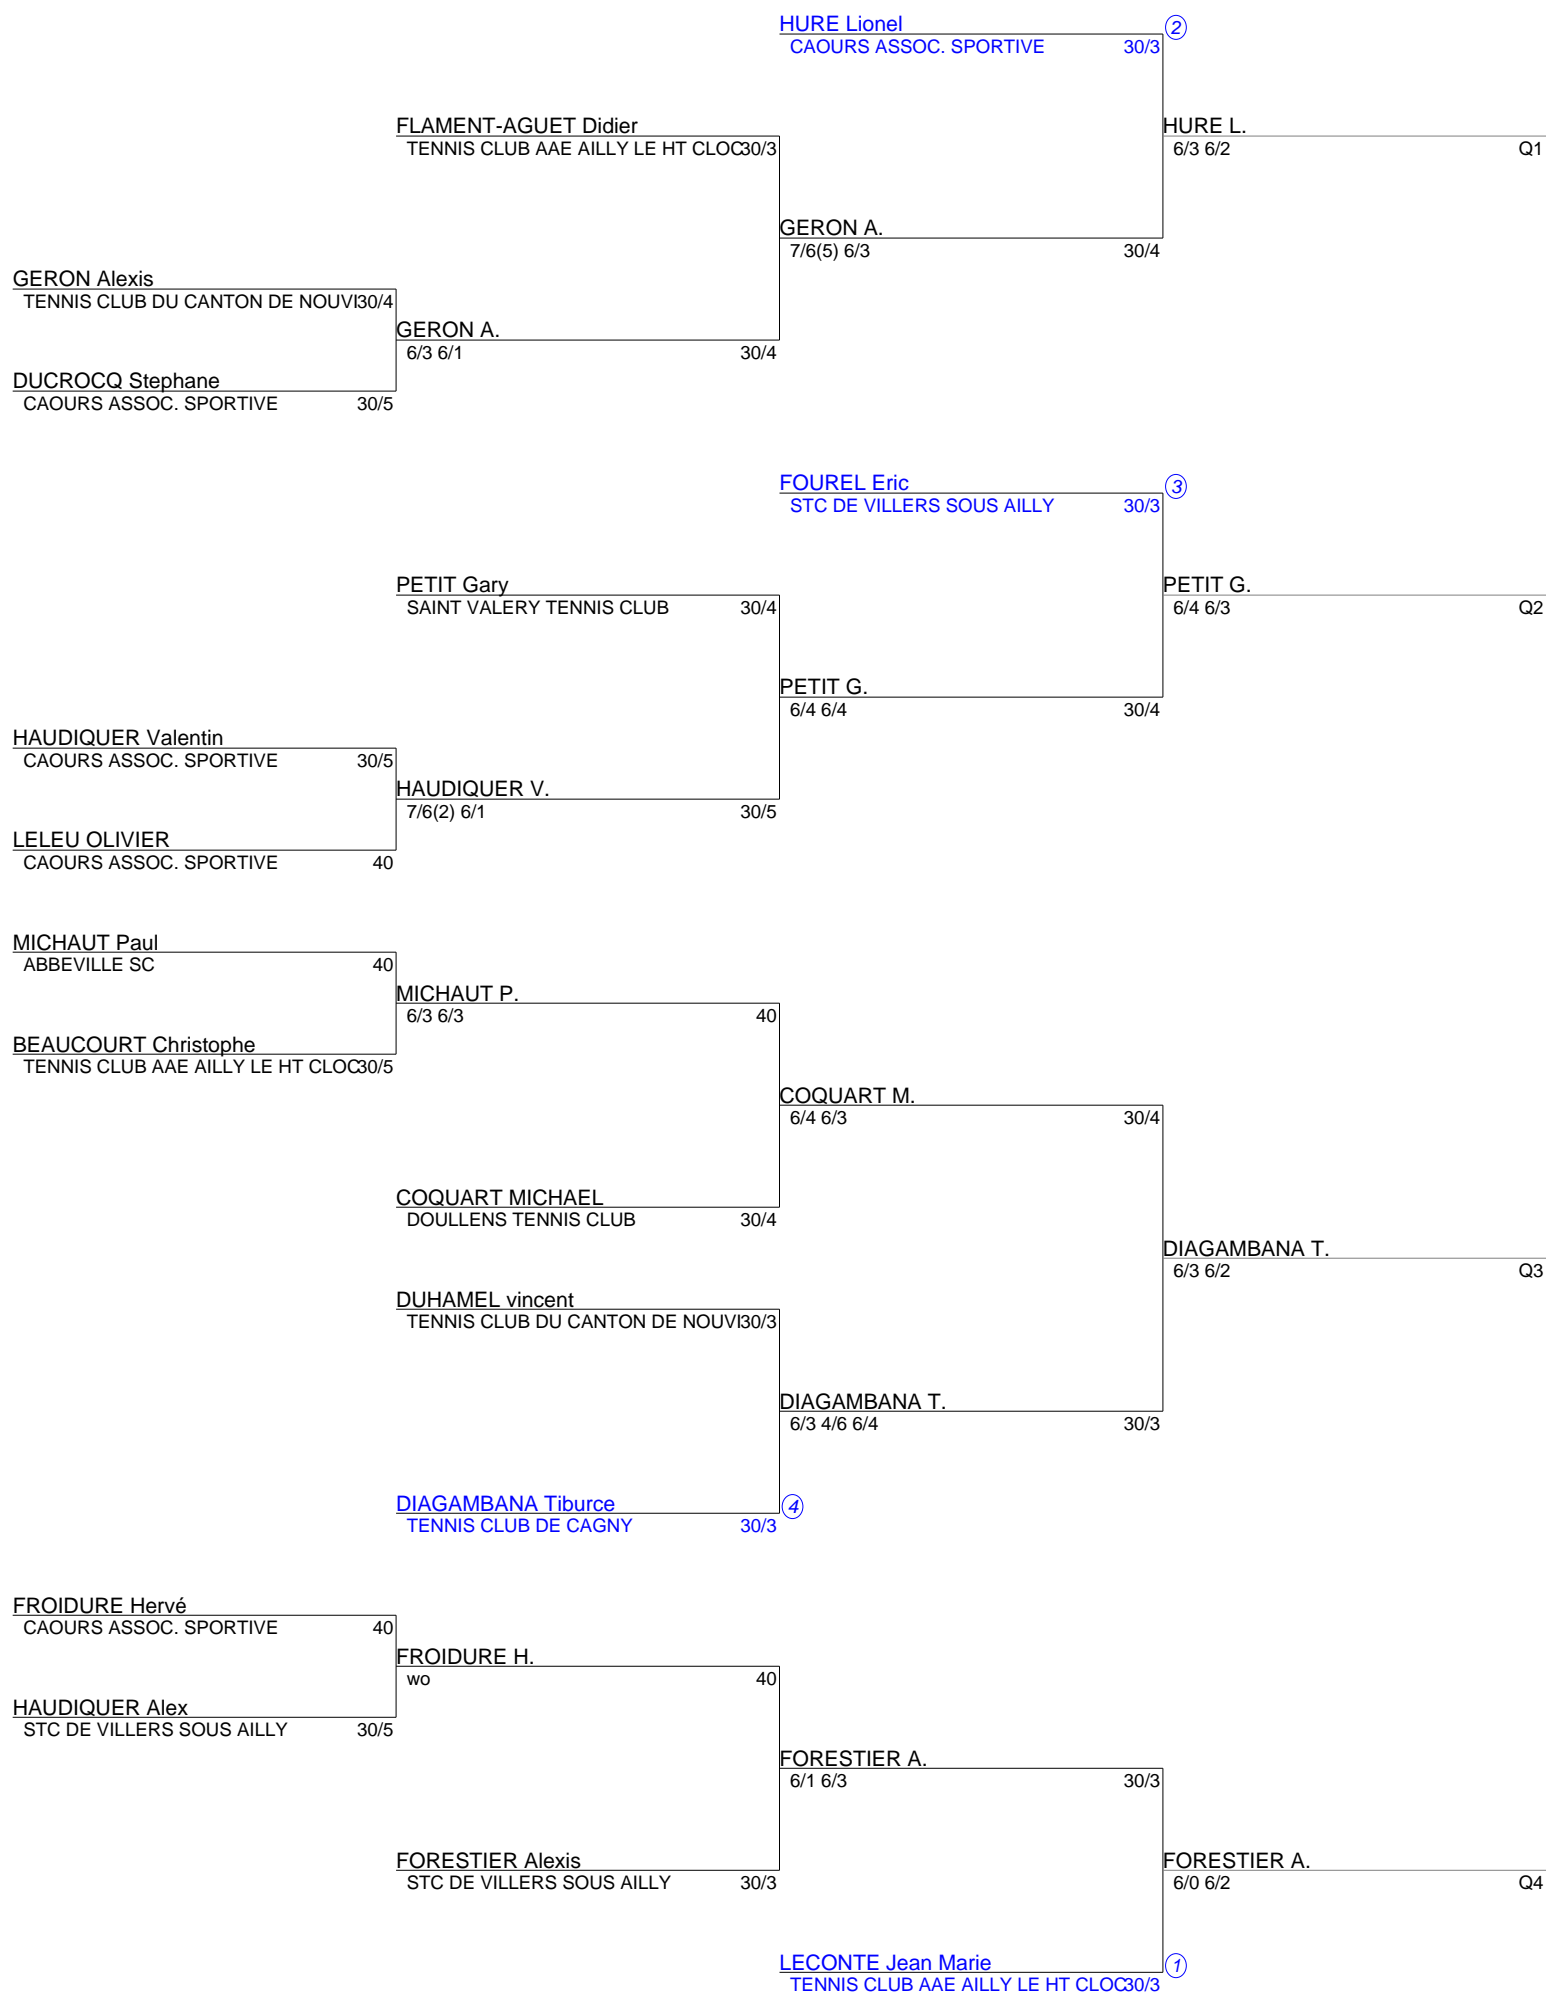 HURE Lionel ②
CAOURS ASSOC. SPORTIVE 30/3
FLAMENT-AGUET Didier
TENNIS CLUB AAE AILLY LE HT CLOC 30/3
HURE L.
6/3 6/2 Q1
GERON A.
7/6(5) 6/3 30/4
GERON Alexis
TENNIS CLUB DU CANTON DE NOUVI 30/4
GERON A.
6/3 6/1 30/4
DUCROCQ Stephane
CAOURS ASSOC. SPORTIVE 30/5
FOUREL Eric ③
STC DE VILLERS SOUS AILLY 30/3
PETIT Gary
SAINT VALERY TENNIS CLUB 30/4
PETIT G.
6/4 6/3 Q2
PETIT G.
6/4 6/4 30/4
HAUDIQUER Valentin
CAOURS ASSOC. SPORTIVE 30/5
HAUDIQUER V.
7/6(2) 6/1 30/5
LELEU OLIVIER
CAOURS ASSOC. SPORTIVE 40
MICHAUT Paul
ABBEVILLE SC 40
MICHAUT P.
6/3 6/3 40
BEAUCOURT Christophe
TENNIS CLUB AAE AILLY LE HT CLOC 30/5
COQUART M.
6/4 6/3 30/4
COQUART MICHAEL
DOULLENS TENNIS CLUB 30/4
DIAGAMBANA T.
6/3 6/2 Q3
DUHAMEL vincent
TENNIS CLUB DU CANTON DE NOUVI 30/3
DIAGAMBANA T.
6/3 4/6 6/4 30/3
DIAGAMBANA Tiburce ④
TENNIS CLUB DE CAGNY 30/3
FROIDURE Hervé
CAOURS ASSOC. SPORTIVE 40
FROIDURE H.
wo 40
HAUDIQUER Alex
STC DE VILLERS SOUS AILLY 30/5
FORESTIER A.
6/1 6/3 30/3
FORESTIER Alexis
STC DE VILLERS SOUS AILLY 30/3
FORESTIER A.
6/0 6/2 Q4
LECONTE Jean Marie ①
TENNIS CLUB AAE AILLY LE HT CLOC 30/3